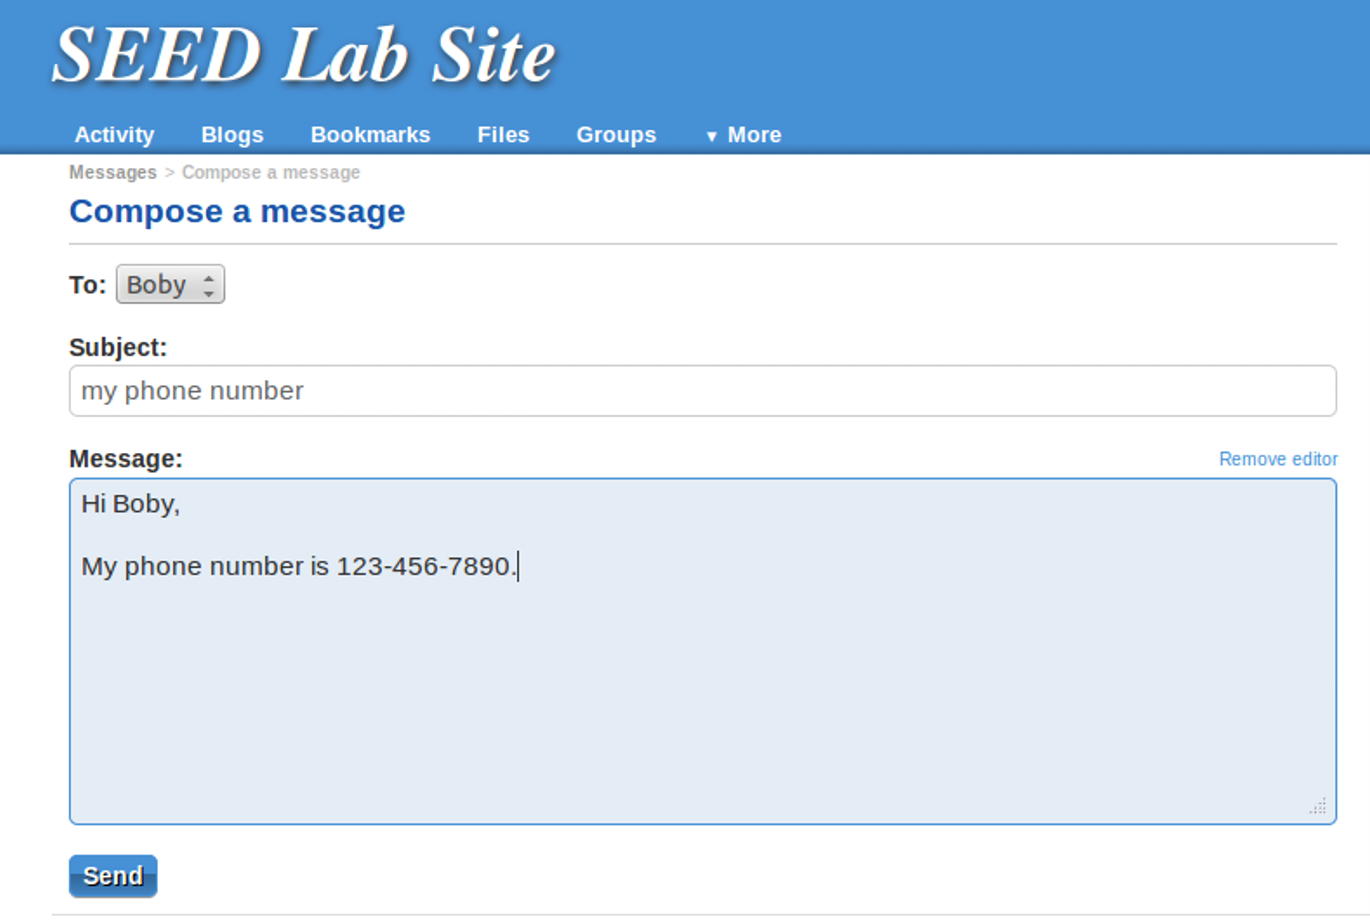 SEED Lab Site
Activity Blogs Bookmarks Files Groups ▼ More
Messages > Compose a message
Compose a message
To: Boby
Subject:
my phone number
Message: Remove editor
Hi Boby,
My phone number is 123-456-7890.
Send